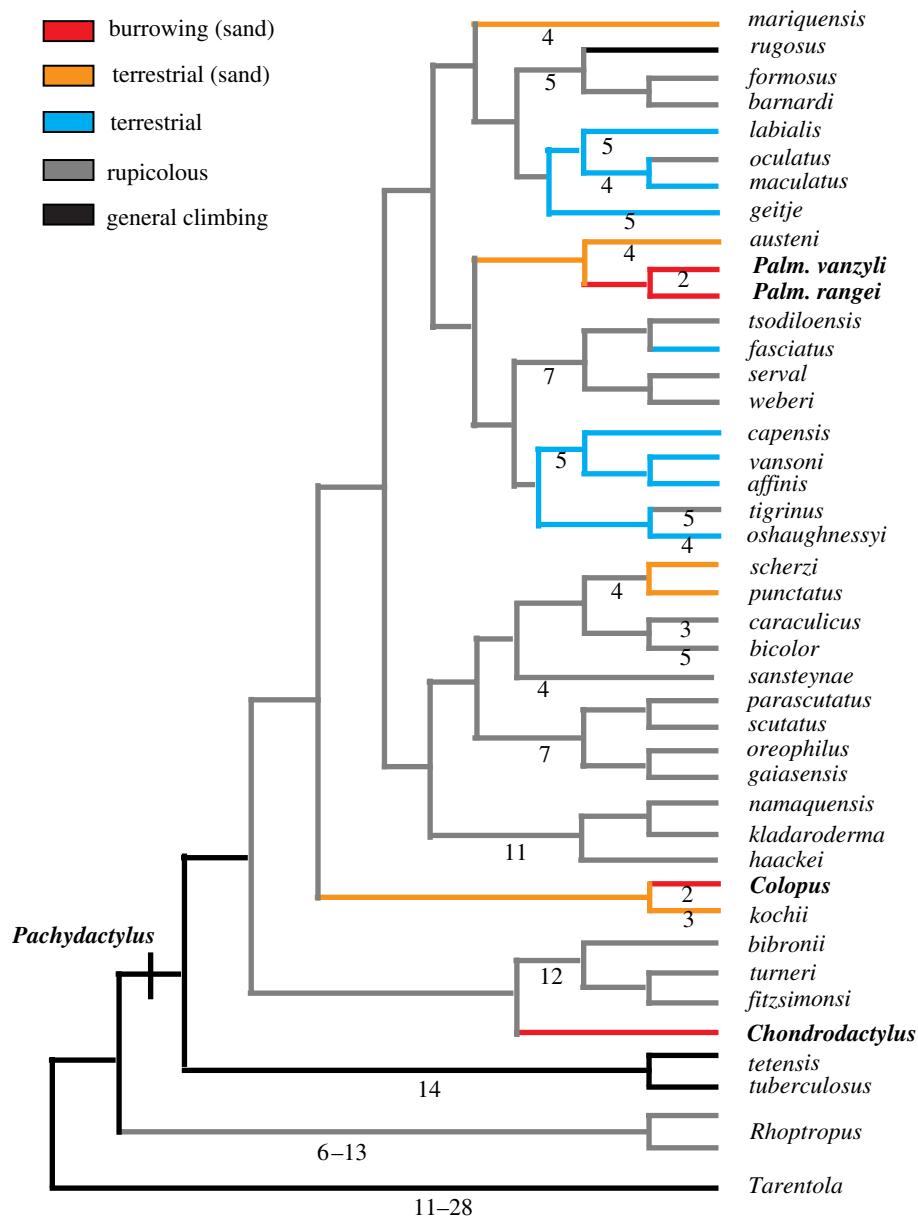 burrowing (sand)
terrestrial (sand)
terrestrial
rupicolous
general climbing
mariquensis
4
rugosus
5
formosus
barnardi
labialis
5
oculatus
4
maculatus
geitje
5
austeni
4
Palm. vanzyli
2
Palm. rangei
tsodiloensis
fasciatus
7
serval
weberi
capensis
5
vansoni
affinis
tigrinus
5
oshaughnessyi
4
scherzi
4
punctatus
caraculicus
3
bicolor
5
sansteynae
4
parascutatus
scutatus
7
oreophilus
gaiasensis
namaquensis
kladaroderma
11
haackei
Colopus
2
kochii
3
Pachydactylus
bibronii
12
turneri
fitzsimonsi
Chondrodactylus
tetensis
14
tuberculosus
Rhoptropus
6–13
Tarentola
11–28